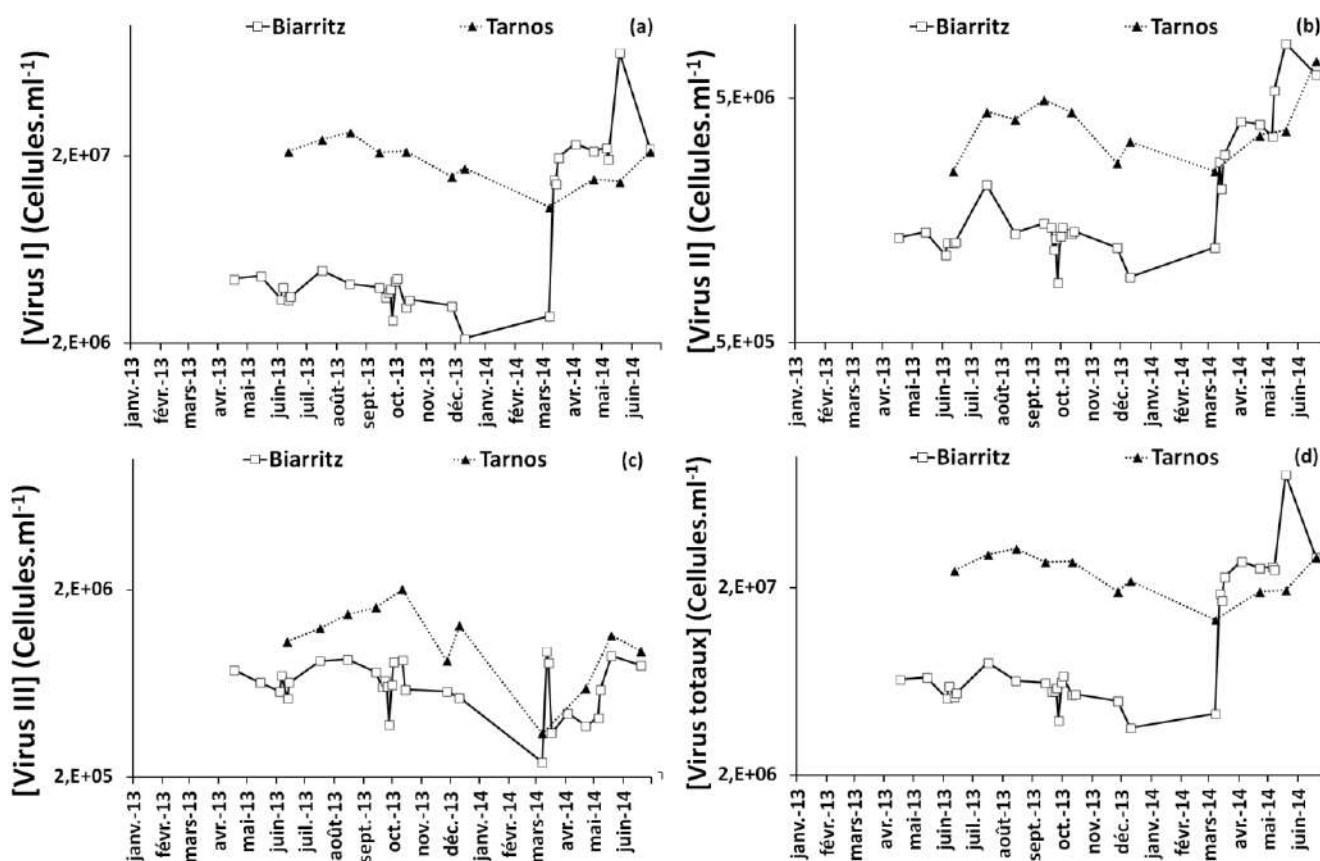 Biarritz Tarnos (a)
[Virus I] (Cellules.ml-1)
2,E+07
2,E+06
janv.-13 févr.-13 mars-13 avr.-13 mai-13 juin-13 juil.-13 août-13 sept.-13 oct.-13 nov.-13 déc.-13 janv.-14 févr.-14 mars-14 avr.-14 mai-14 juin-14
Biarritz Tarnos (b)
[Virus II] (Cellules.ml-1)
5,E+06
5,E+05
janv.-13 févr.-13 mars-13 avr.-13 mai-13 juin-13 juil.-13 août-13 sept.-13 oct.-13 nov.-13 déc.-13 janv.-14 févr.-14 mars-14 avr.-14 mai-14 juin-14
Biarritz Tarnos (c)
[Virus III] (Cellules.ml-1)
2,E+06
2,E+05
janv.-13 févr.-13 mars-13 avr.-13 mai-13 juin-13 juil.-13 août-13 sept.-13 oct.-13 nov.-13 déc.-13 janv.-14 févr.-14 mars-14 avr.-14 mai-14 juin-14
Biarritz Tarnos (d)
[Virus totaux] (Cellules.ml-1)
2,E+07
2,E+06
janv.-13 févr.-13 mars-13 avr.-13 mai-13 juin-13 juil.-13 août-13 sept.-13 oct.-13 nov.-13 déc.-13 janv.-14 févr.-14 mars-14 avr.-14 mai-14 juin-14